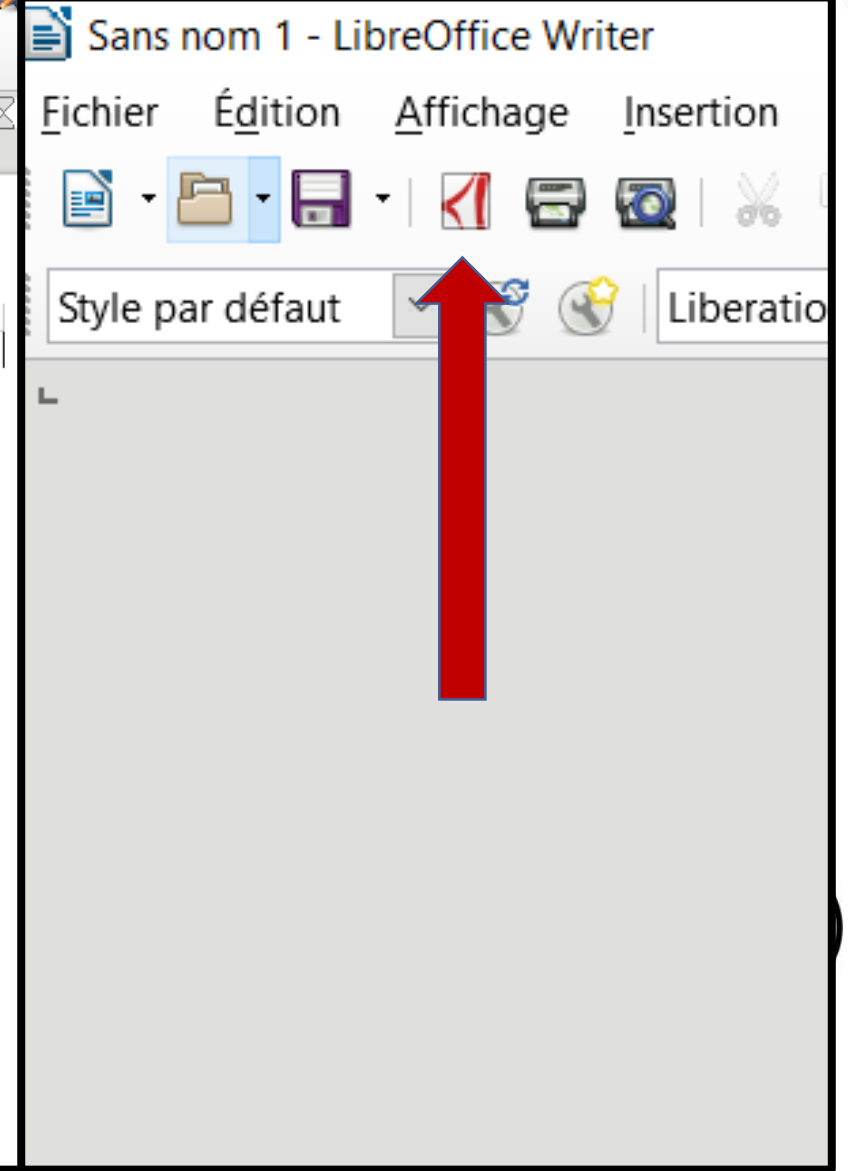 Sans nom 1 - LibreOffice Writer
Fichier Édition Affichage Insertion
Style par défaut Liberatio